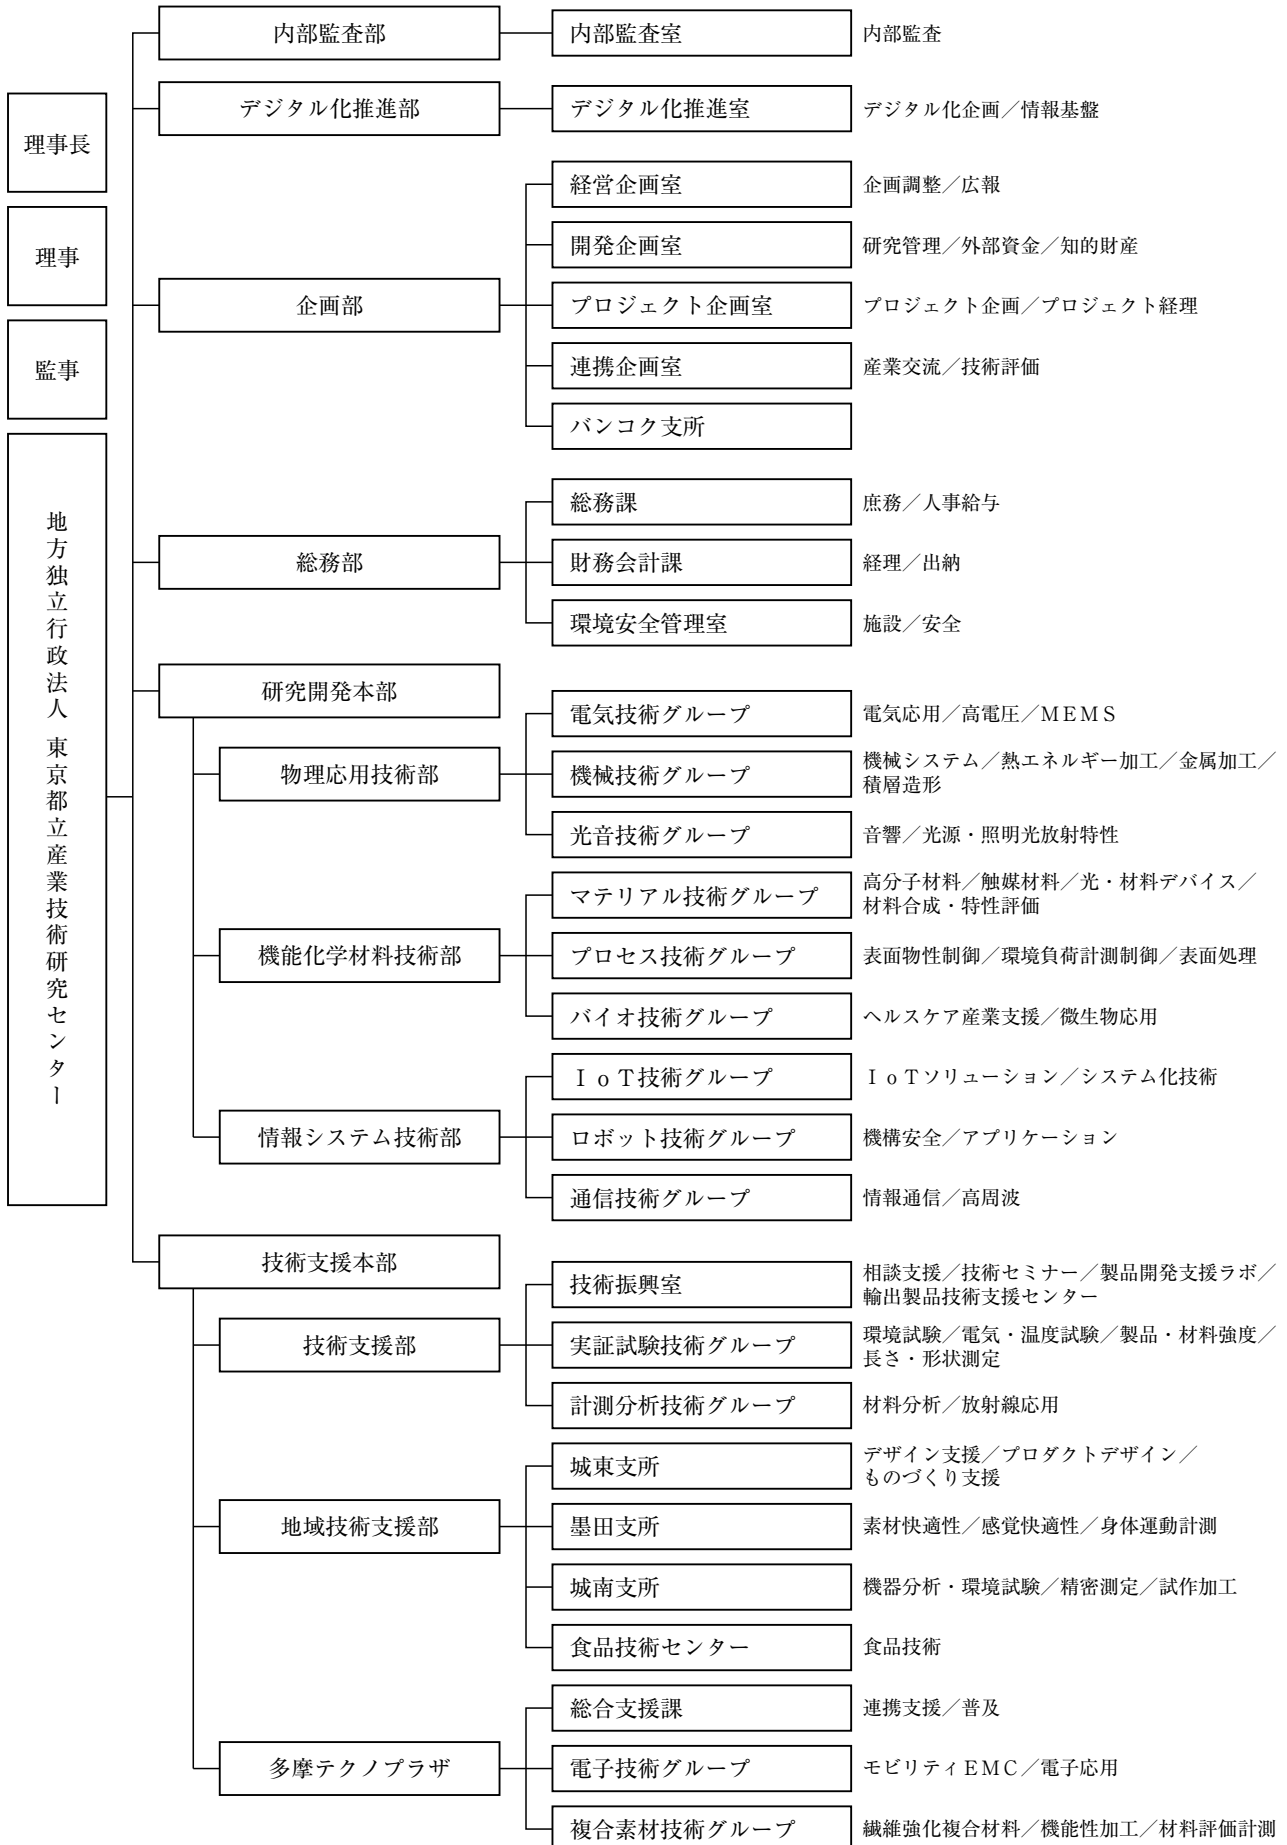 理事長
理事
監事
地方独立行政法人 東京都立産業技術研究センター
内部監査部
内部監査室
内部監査
デジタル化推進部
デジタル化推進室
デジタル化企画／情報基盤
企画部
経営企画室
企画調整／広報
開発企画室
研究管理／外部資金／知的財産
プロジェクト企画室
プロジェクト企画／プロジェクト経理
連携企画室
産業交流／技術評価
バンコク支所
総務部
総務課
庶務／人事給与
財務会計課
経理／出納
環境安全管理室
施設／安全
研究開発本部
物理応用技術部
電気技術グループ
電気応用／高電圧／ＭＥＭＳ
機械技術グループ
機械システム／熱エネルギー加工／金属加工／
積層造形
光音技術グループ
音響／光源・照明光放射特性
機能化学材料技術部
マテリアル技術グループ
高分子材料／触媒材料／光・材料デバイス／
材料合成・特性評価
プロセス技術グループ
表面物性制御／環境負荷計測制御／表面処理
バイオ技術グループ
ヘルスケア産業支援／微生物応用
情報システム技術部
ＩｏＴ技術グループ
ＩｏＴソリューション／システム化技術
ロボット技術グループ
機構安全／アプリケーション
通信技術グループ
情報通信／高周波
技術支援本部
技術支援部
技術振興室
相談支援／技術セミナー／製品開発支援ラボ／
輸出製品技術支援センター
実証試験技術グループ
環境試験／電気・温度試験／製品・材料強度／
長さ・形状測定
計測分析技術グループ
材料分析／放射線応用
地域技術支援部
城東支所
デザイン支援／プロダクトデザイン／
ものづくり支援
墨田支所
素材快適性／感覚快適性／身体運動計測
城南支所
機器分析・環境試験／精密測定／試作加工
食品技術センター
食品技術
多摩テクノプラザ
総合支援課
連携支援／普及
電子技術グループ
モビリティＥＭＣ／電子応用
複合素材技術グループ
繊維強化複合材料／機能性加工／材料評価計測